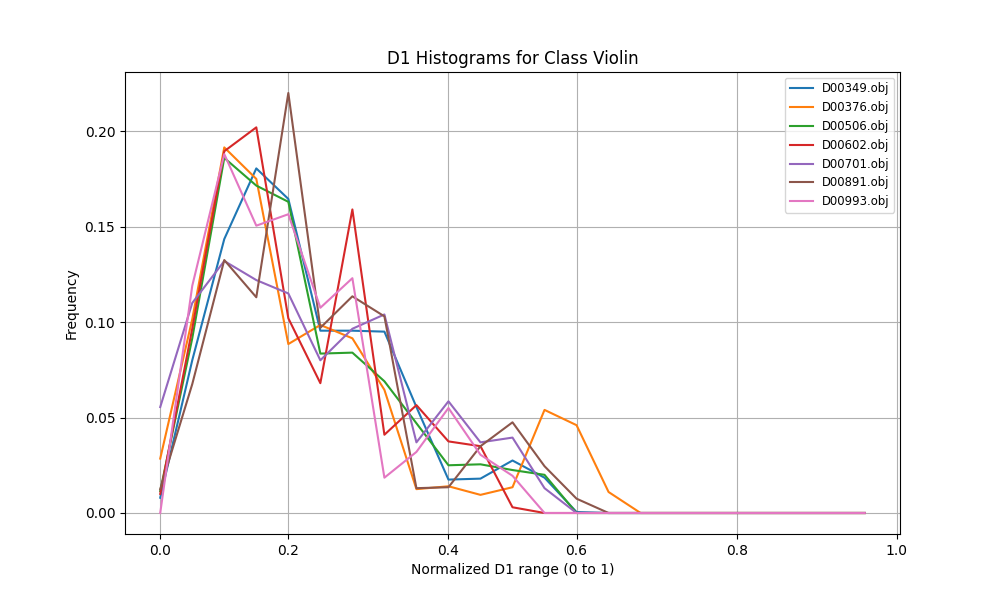 D1 Histograms for Class Violin
D00349.obj
D00376.obj
D00506.obj
D00602.obj
D00701.obj
D00891.obj
D00993.obj
Frequency
0.20
0.15
0.10
0.05
0.00
0.0 0.2 0.4 0.6 0.8 1.0
Normalized D1 range (0 to 1)